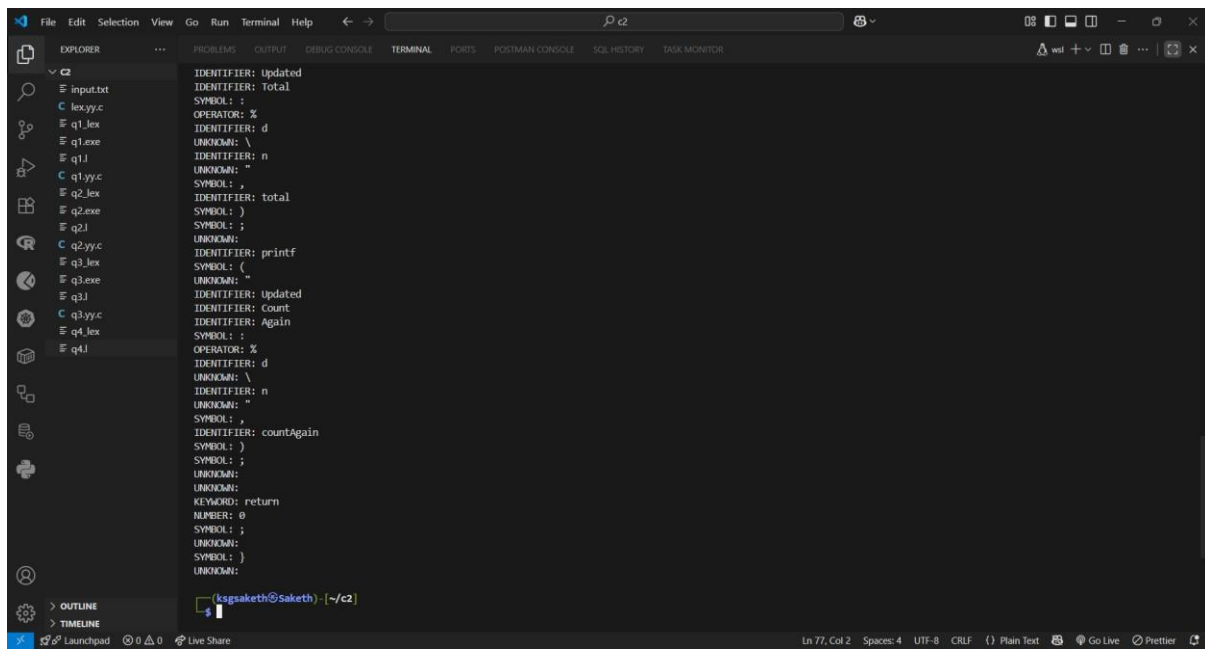 File Edit Selection View Go Run Terminal Help
c2
EXPLORER
PROBLEMS OUTPUT DEBUG CONSOLE TERMINAL PORTS POSTMAN CONSOLE SQL HISTORY TASK MONITOR
wsl
C2
input.txt
lex.yy.c
q1_lex
q1.exe
q1.l
q1.yy.c
q2_lex
q2.exe
q2.l
q2.yy.c
q3_lex
q3.exe
q3.l
q3.yy.c
q4_lex
q4.l
IDENTIFIER: Updated
IDENTIFIER: Total
SYMBOL: :
OPERATOR: %
IDENTIFIER: d
UNKNOWN: \
IDENTIFIER: n
UNKNOWN: "
SYMBOL: ,
IDENTIFIER: total
SYMBOL: )
SYMBOL: ;
UNKNOWN:
IDENTIFIER: printf
SYMBOL: (
UNKNOWN: "
IDENTIFIER: Updated
IDENTIFIER: Count
IDENTIFIER: Again
SYMBOL: :
OPERATOR: %
IDENTIFIER: d
UNKNOWN: \
IDENTIFIER: n
UNKNOWN: "
SYMBOL: ,
IDENTIFIER: countAgain
SYMBOL: )
SYMBOL: ;
UNKNOWN:
UNKNOWN:
KEYWORD: return
NUMBER: 0
SYMBOL: ;
UNKNOWN:
SYMBOL: }
UNKNOWN:
(ksgsaketh㉿Saketh)-[~/c2]
$
OUTLINE
TIMELINE
Launchpad 0 0 0 Live Share Ln 77, Col 2 Spaces: 4 UTF-8 CRLF {} Plain Text Go Live Prettier